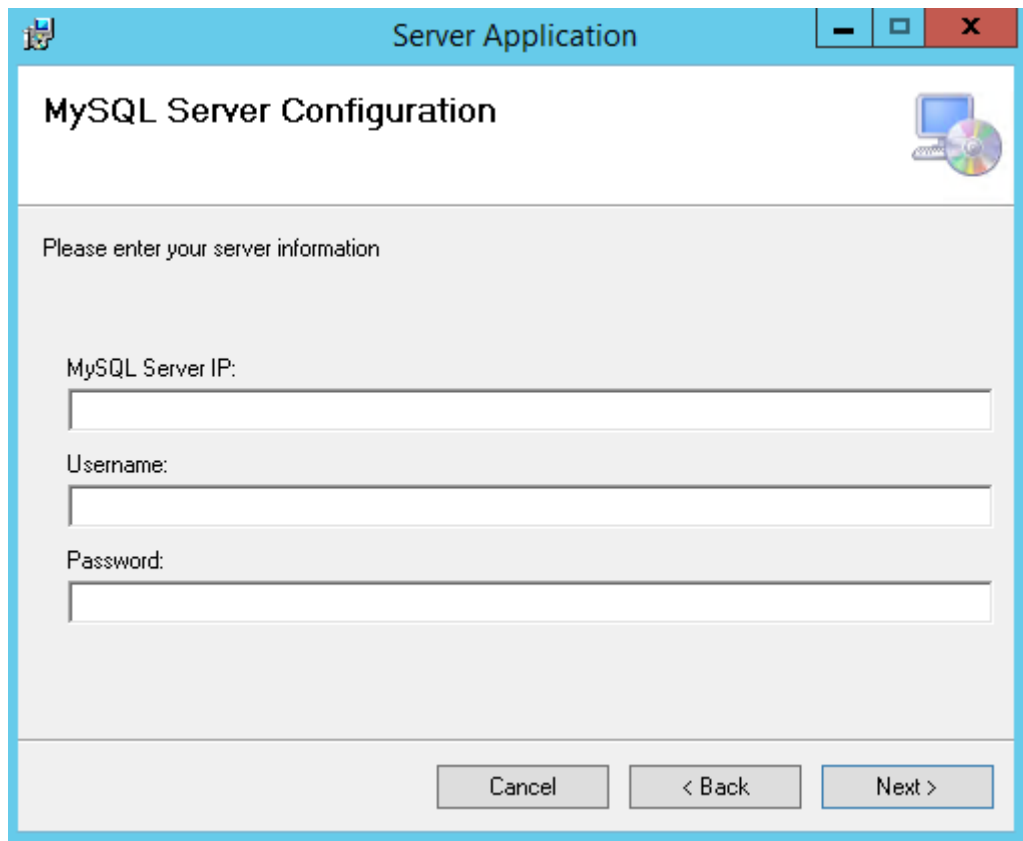 Server Application
MySQL Server Configuration
Please enter your server information
MySQL Server IP:
Username:
Password:
Cancel < Back Next >